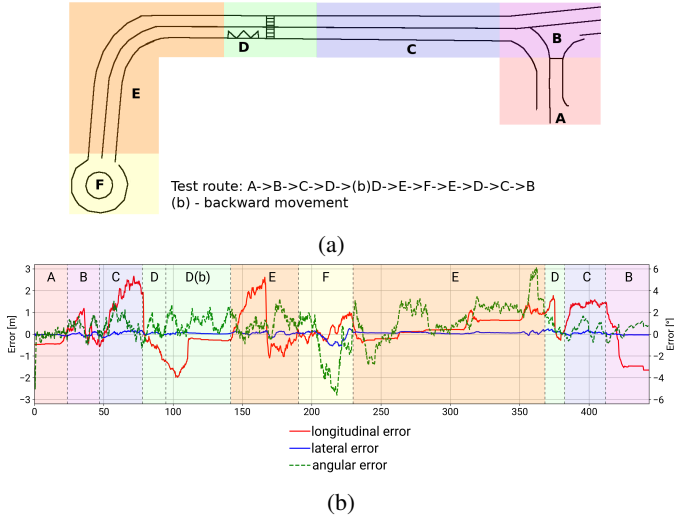 B
D
C
E
A
F
Test route: A->B->C->D->(b)D->E->F->E->D->C->B
(b) - backward movement
(a)
A B C D D(b) E F E D C B
3 2 1 0 −1 −2 −3
Error [m]
6 4 2 0 −2 −4 −6
Error [°]
0 50 100 150 200 250 300 350 400
longitudinal error
lateral error
angular error
(b)